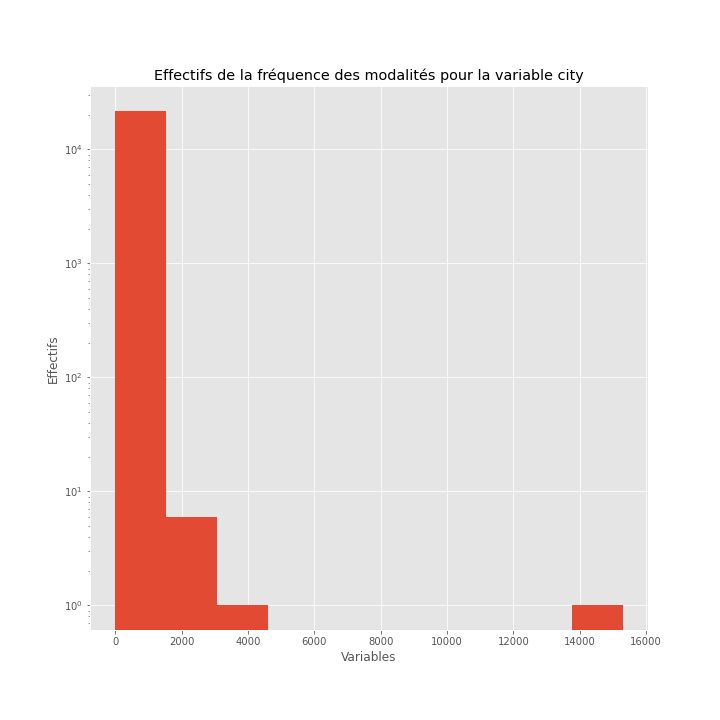 Effectifs de la fréquence des modalités pour la variable city
10⁴
10³
10²
10¹
10⁰
Effectifs
0 2000 4000 6000 8000 10000 12000 14000 16000
Variables